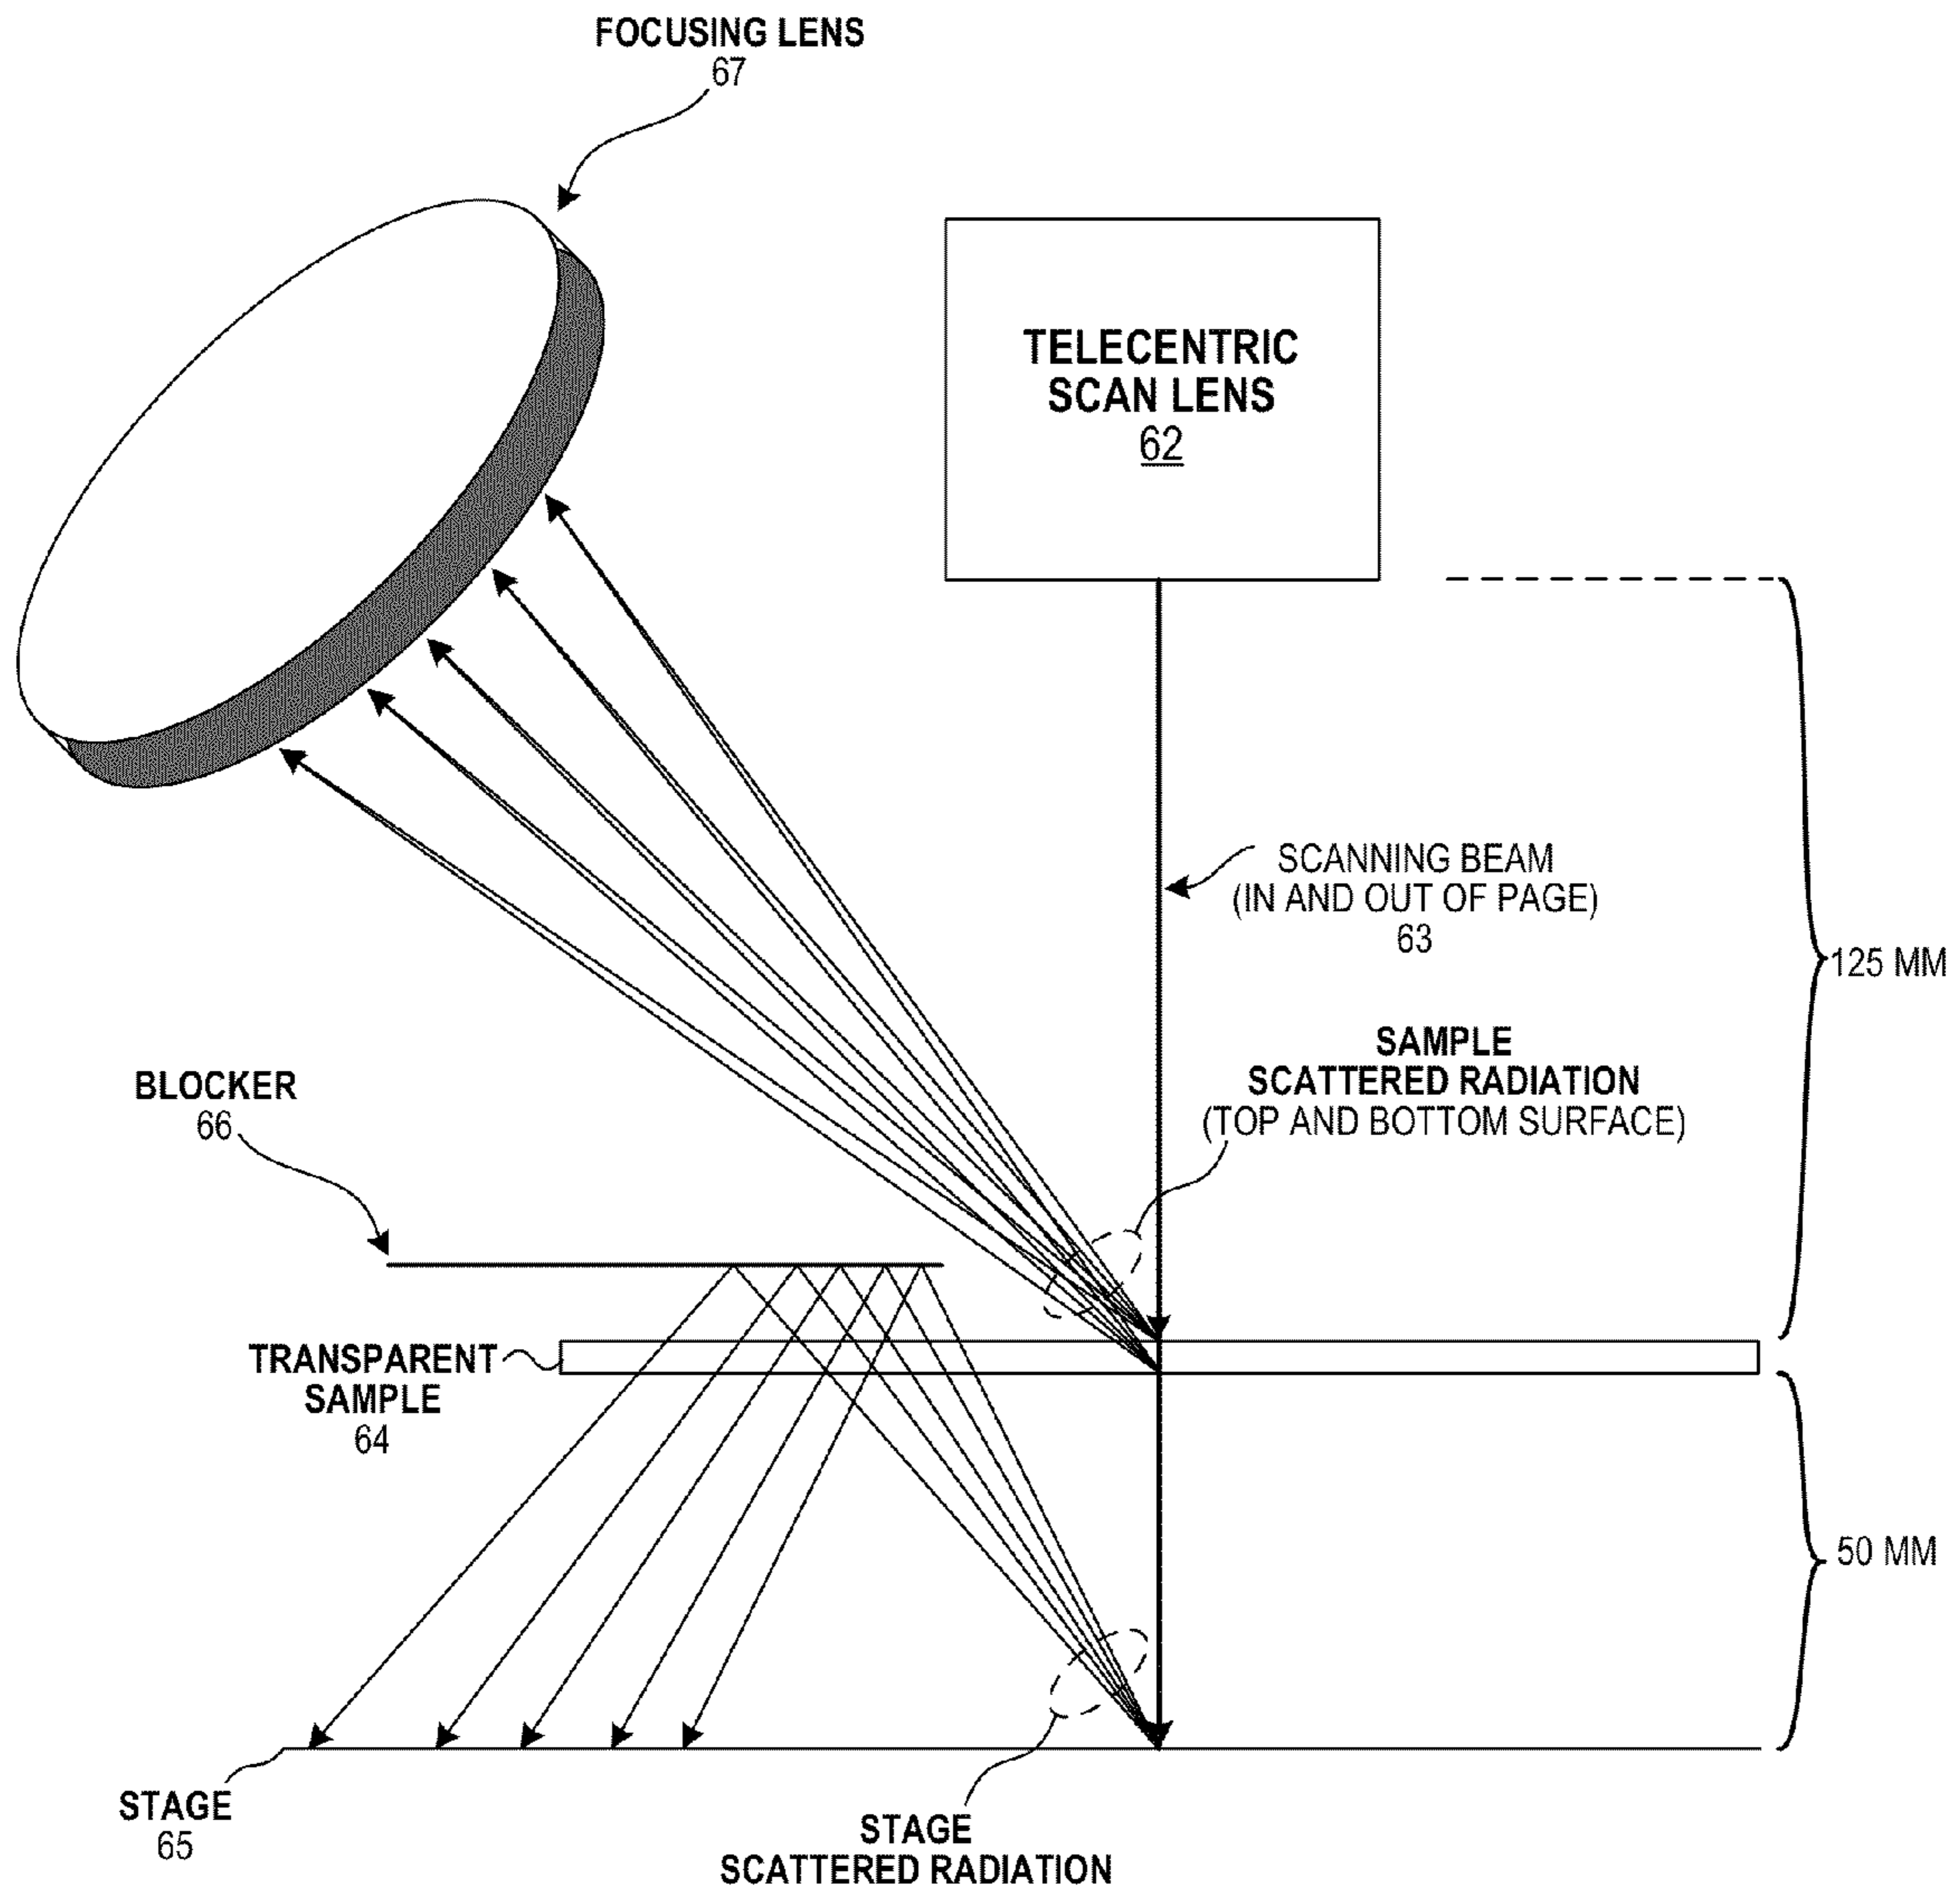 FOCUSING LENS
67
TELECENTRIC
SCAN LENS
62
SCANNING BEAM
(IN AND OUT OF PAGE)
63
125 MM
SAMPLE
SCATTERED RADIATION
(TOP AND BOTTOM SURFACE)
BLOCKER
66
TRANSPARENT
SAMPLE
64
50 MM
STAGE
65
STAGE
SCATTERED RADIATION